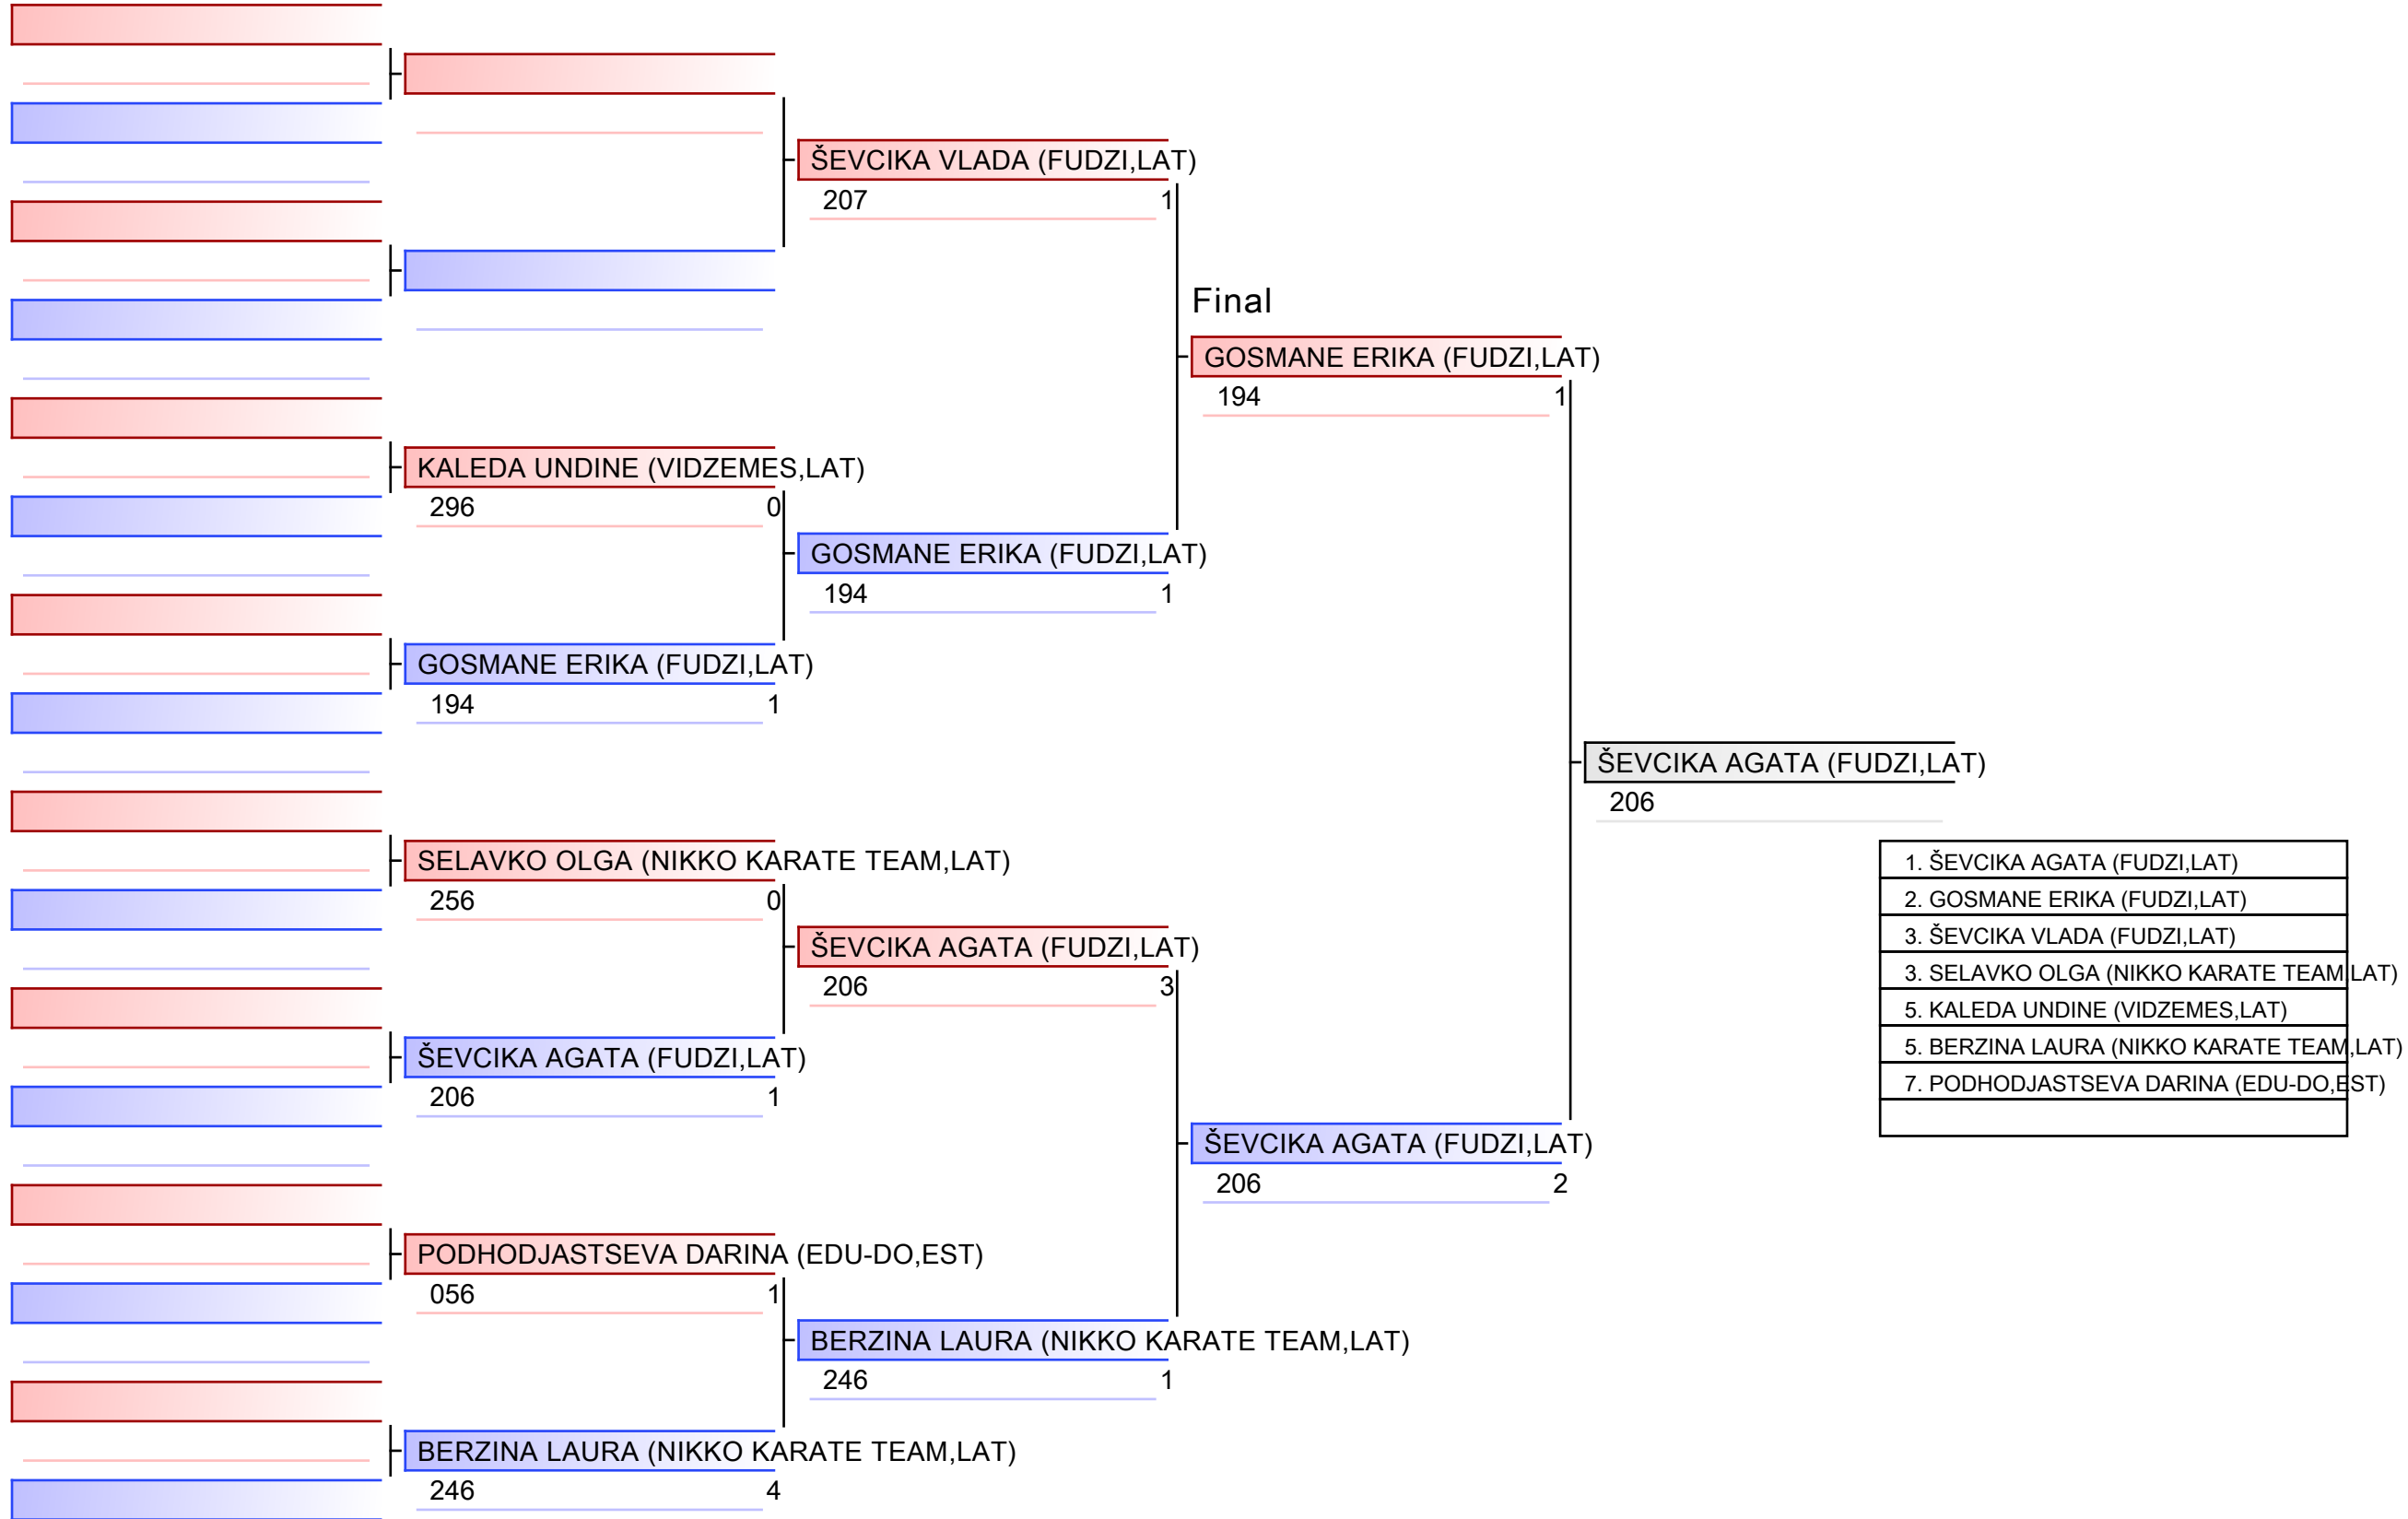 ŠEVCIKA VLADA (FUDZI,LAT)
207 1
Final
GOSMANE ERIKA (FUDZI,LAT)
194 1
KALEDA UNDINE (VIDZEMES,LAT)
296 0
GOSMANE ERIKA (FUDZI,LAT)
194 1
GOSMANE ERIKA (FUDZI,LAT)
194 1
ŠEVCIKA AGATA (FUDZI,LAT)
206
SELAVKO OLGA (NIKKO KARATE TEAM,LAT)
256 0
ŠEVCIKA AGATA (FUDZI,LAT)
206 3
ŠEVCIKA AGATA (FUDZI,LAT)
206 1
ŠEVCIKA AGATA (FUDZI,LAT)
206 2
PODHODJASTSEVA DARINA (EDU-DO,EST)
056 1
BERZINA LAURA (NIKKO KARATE TEAM,LAT)
246 1
BERZINA LAURA (NIKKO KARATE TEAM,LAT)
246 4
1. ŠEVCIKA AGATA (FUDZI,LAT)
2. GOSMANE ERIKA (FUDZI,LAT)
3. ŠEVCIKA VLADA (FUDZI,LAT)
3. SELAVKO OLGA (NIKKO KARATE TEAM,LAT)
5. KALEDA UNDINE (VIDZEMES,LAT)
5. BERZINA LAURA (NIKKO KARATE TEAM,LAT)
7. PODHODJASTSEVA DARINA (EDU-DO,EST)